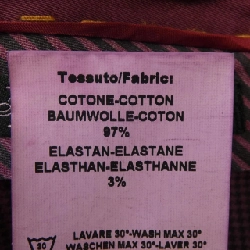 Tessuto/Fabric:
COTONE-COTTON
BAUMWOLLE-COTON
97%
ELASTAN-ELASTANE
ELASTHAN-ELASTHANNE
3%
30
LAVARE 30°-WASH MAX 30°
WASCHEN MAX 30°-LAVER 30°